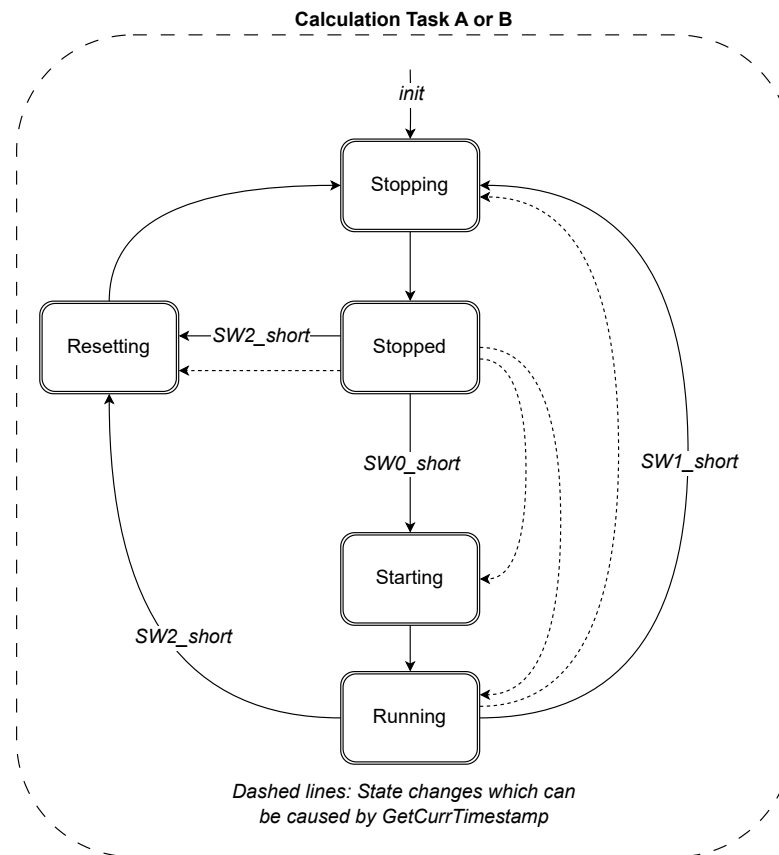 Calculation Task A or B
init
Stopping
Resetting
SW2_short
Stopped
SW0_short
SW1_short
Starting
SW2_short
Running
Dashed lines: State changes which can
be caused by GetCurrTimestamp